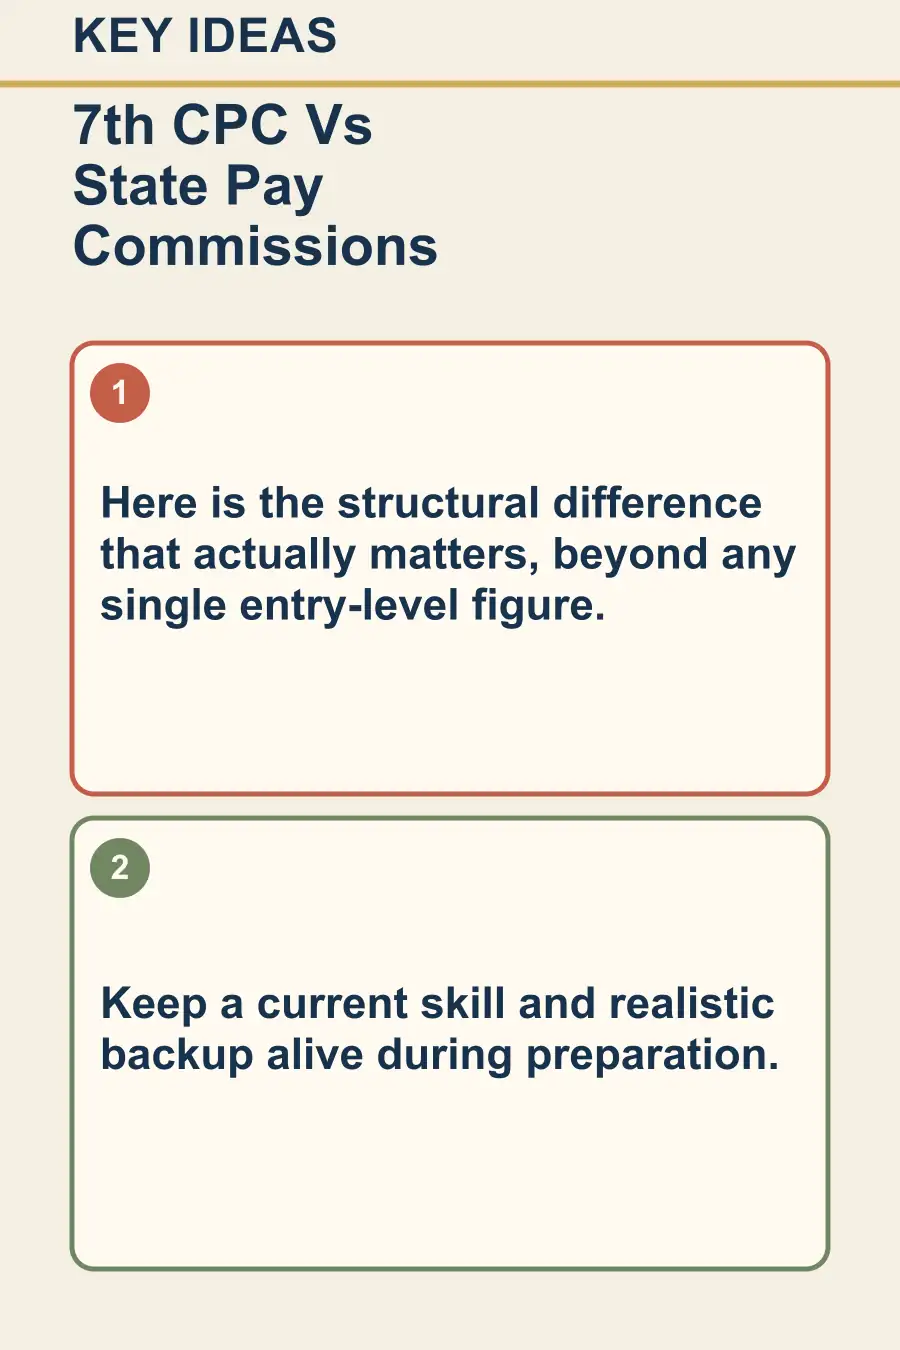 KEY IDEAS
7th CPC Vs
State Pay
Commissions
1
Here is the structural difference
that actually matters, beyond any
single entry-level figure.
2
Keep a current skill and realistic
backup alive during preparation.